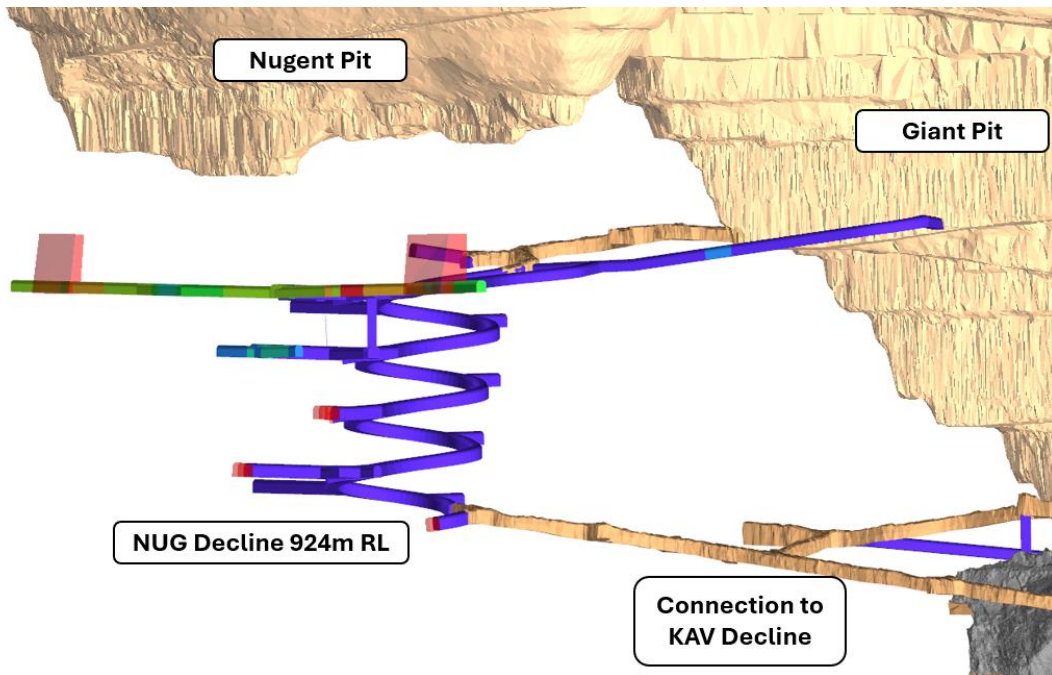 Nugent Pit
Giant Pit
NUG Decline 924m RL
Connection to
KAV Decline